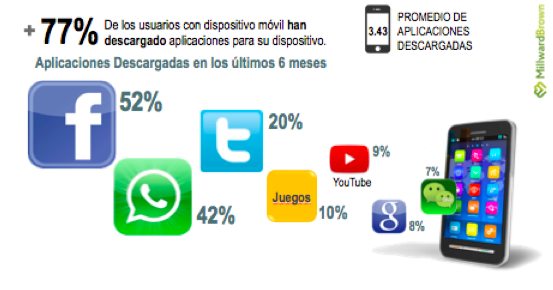 + 77% De los usuarios con dispositivo móvil han
descargado aplicaciones para su dispositivo.
3.43
PROMEDIO DE
APLICACIONES
DESCARGADAS
Aplicaciones Descargadas en los últimos 6 meses
52%
20%
42%
Juegos
10%
9%
YouTube
8%
7%
MillwardBrown